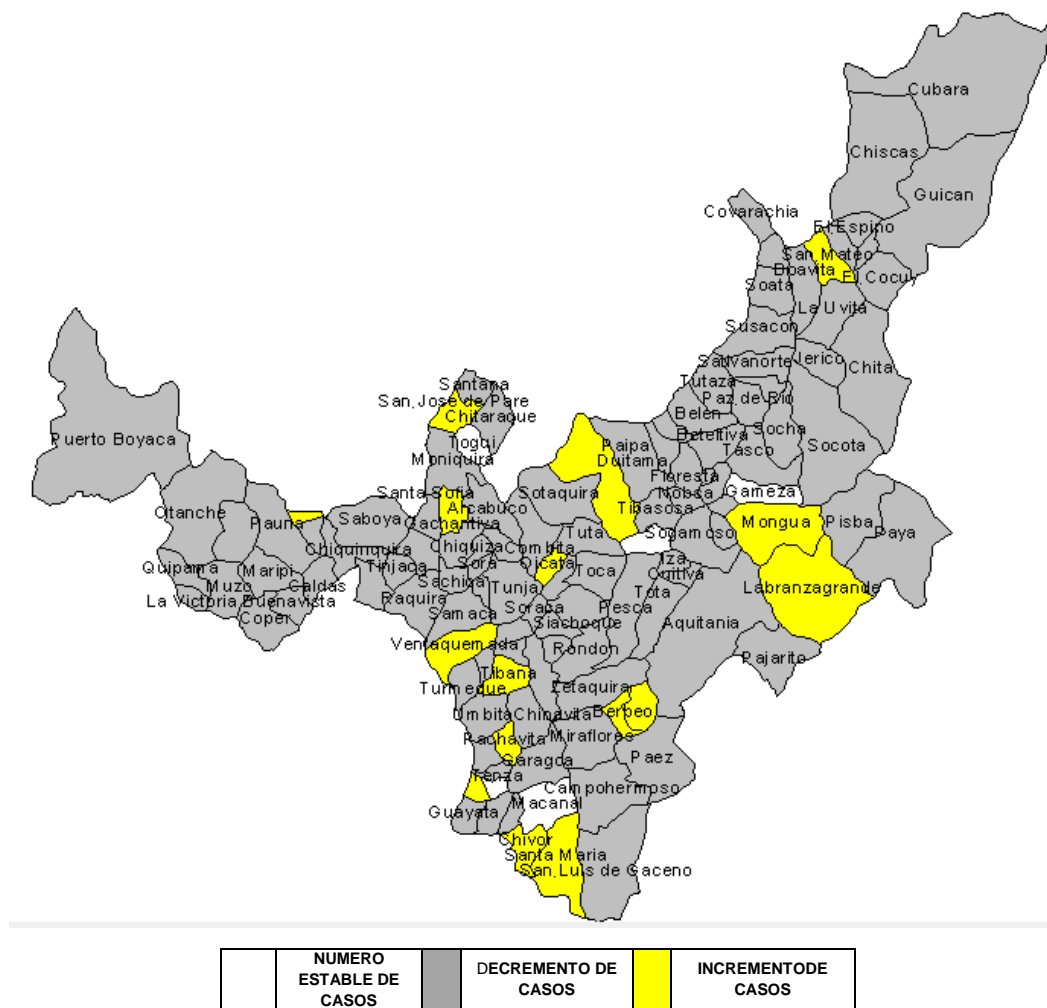 Cubara
Chiscas
Guican
Covarachia
El Espino
San Mateo
Boavita
El Cocuy
Soata
La Uvita
Susacon
Sativanorte
Jerico
Chita
Tutaza
Paz de Rio
Belen
Socha
Socota
Tasco
Santana
San Jose de Pare
Chitaraque
Togui
Moniquira
Puerto Boyaca
Paipa
Duitama
Floresta
Nobsa
Gameza
Santa Sofia
Arcabuco
Sotaquira
Tibasosa
Mongua
Pisba
Paya
Otanche
Pauna
Saboya
Gachantiva
Tuta
Sogamoso
Chiquinquira
Chiquiza
Combita
Oicata
Iza
Cuitiva
Quipama
Muzo
Maripi
Caldas
Tinjaca
Sora
Toca
Labranzagrande
La Victoria
Buenavista
Raquira
Sachica
Tunja
Tota
Coper
Samaca
Soraca
Pesca
Siachoque
Aquitania
Ventaquemada
Rondon
Pajarito
Tibana
Turmeque
Zetaquira
Umbita
Chinavita
Berbeo
Pachavita
Miraflores
Garagoa
Paez
Tenza
Campohermoso
Guayata
Macanal
Chivor
Santa Maria
San Luis de Gaceno
NUMERO
ESTABLE DE
CASOS
DECREMENTO DE
CASOS
INCREMENTODE
CASOS